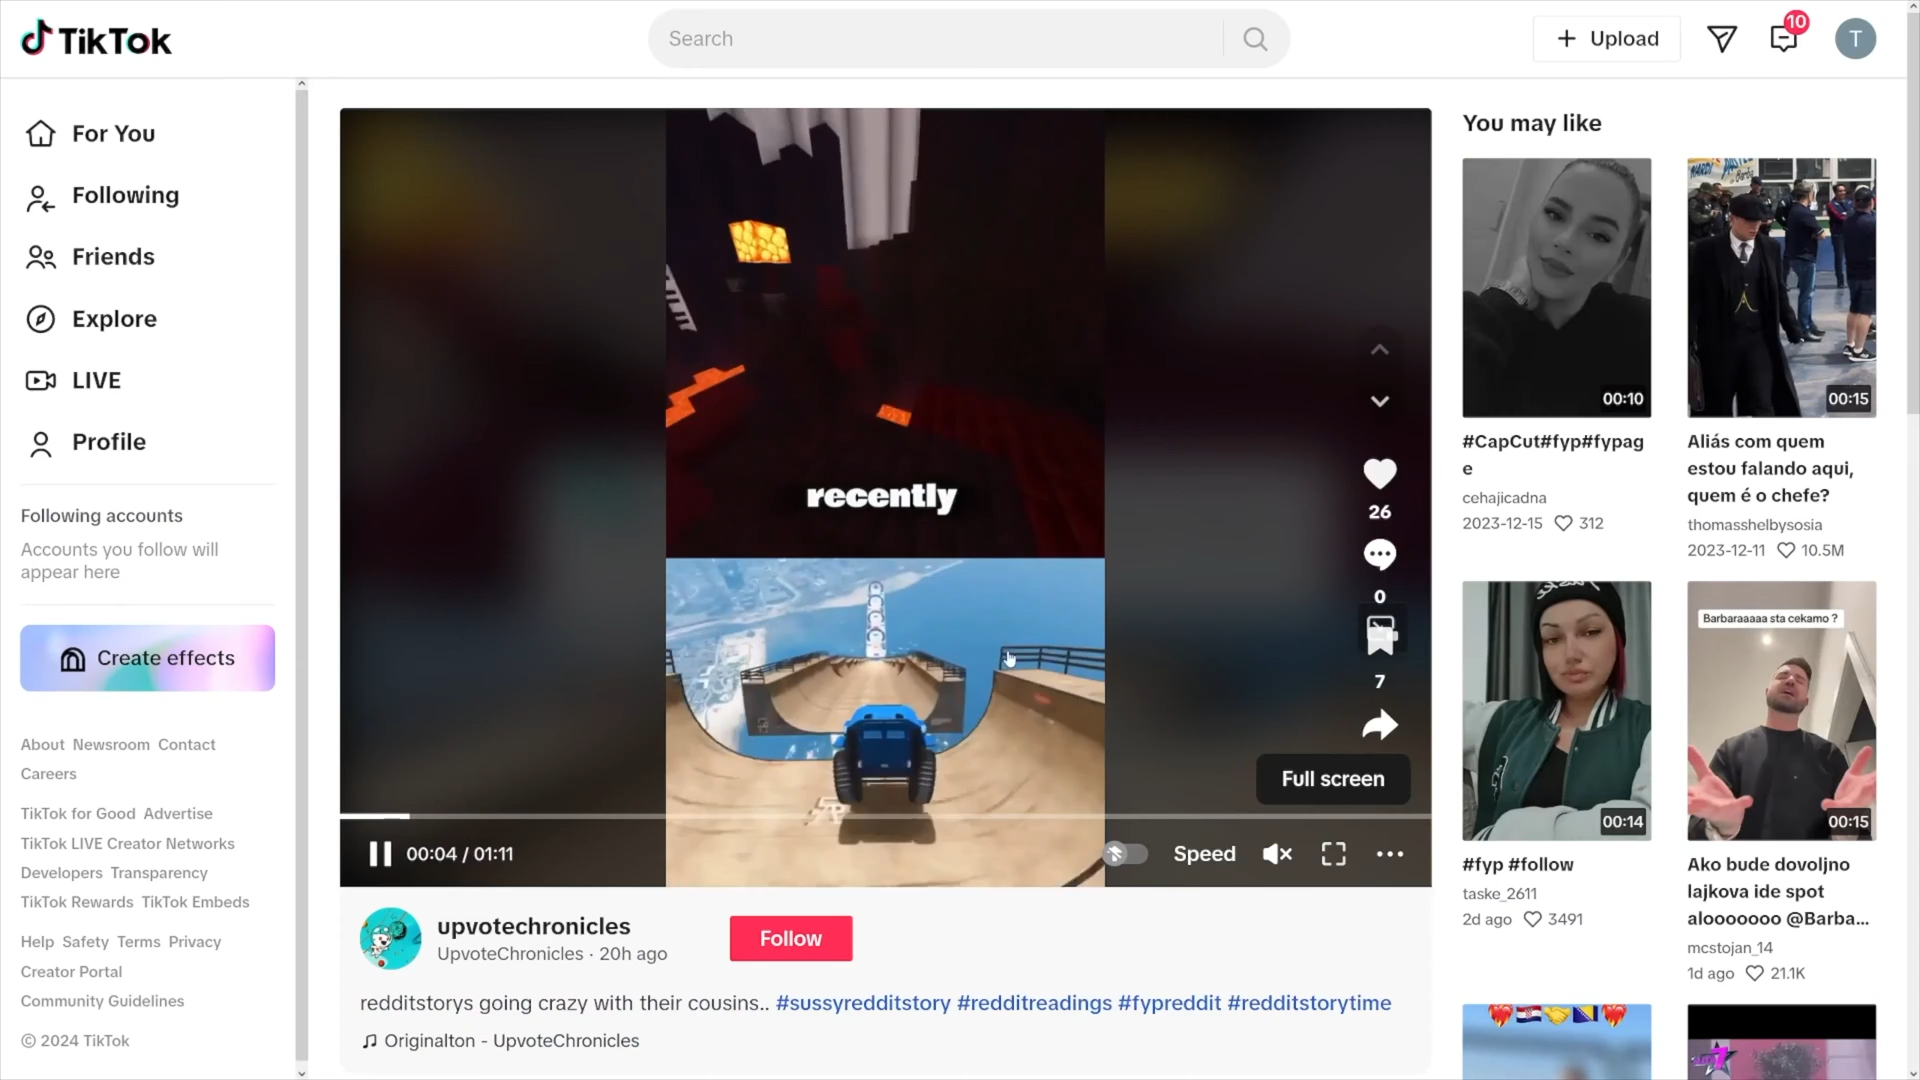 TikTok
Search
Upload
10
T
For You
Following
Friends
Explore
LIVE
Profile
Following accounts
Accounts you follow will
appear here
Create effects
About Newsroom Contact
Careers
TikTok for Good Advertise
TikTok LIVE Creator Networks
Developers Transparency
TikTok Rewards TikTok Embeds
Help Safety Terms Privacy
Creator Portal
Community Guidelines
© 2024 TikTok
recently
26
0
7
Full screen
00:04 / 01:11
Speed
upvotechronicles
UpvoteChronicles · 20h ago
Follow
redditstorys going crazy with their cousins.. #sussyredditstory #redditreadings #fypreddit #redditstorytime
Originalton - UpvoteChronicles
You may like
00:10
#CapCut#fyp#fypag
e
cehajicadna
2023-12-15 312
00:15
Aliás com quem
estou falando aqui,
quem é o chefe?
thomasshelbysosia
2023-12-11 10.5M
00:14
#fyp #follow
taske_2611
2d ago 3491
Barbaraaaaa sta cekamo ?
00:15
Ako bude dovoljno
lajkova ide spot
alooooooo @Barba...
mcstojan_14
1d ago 21.1K